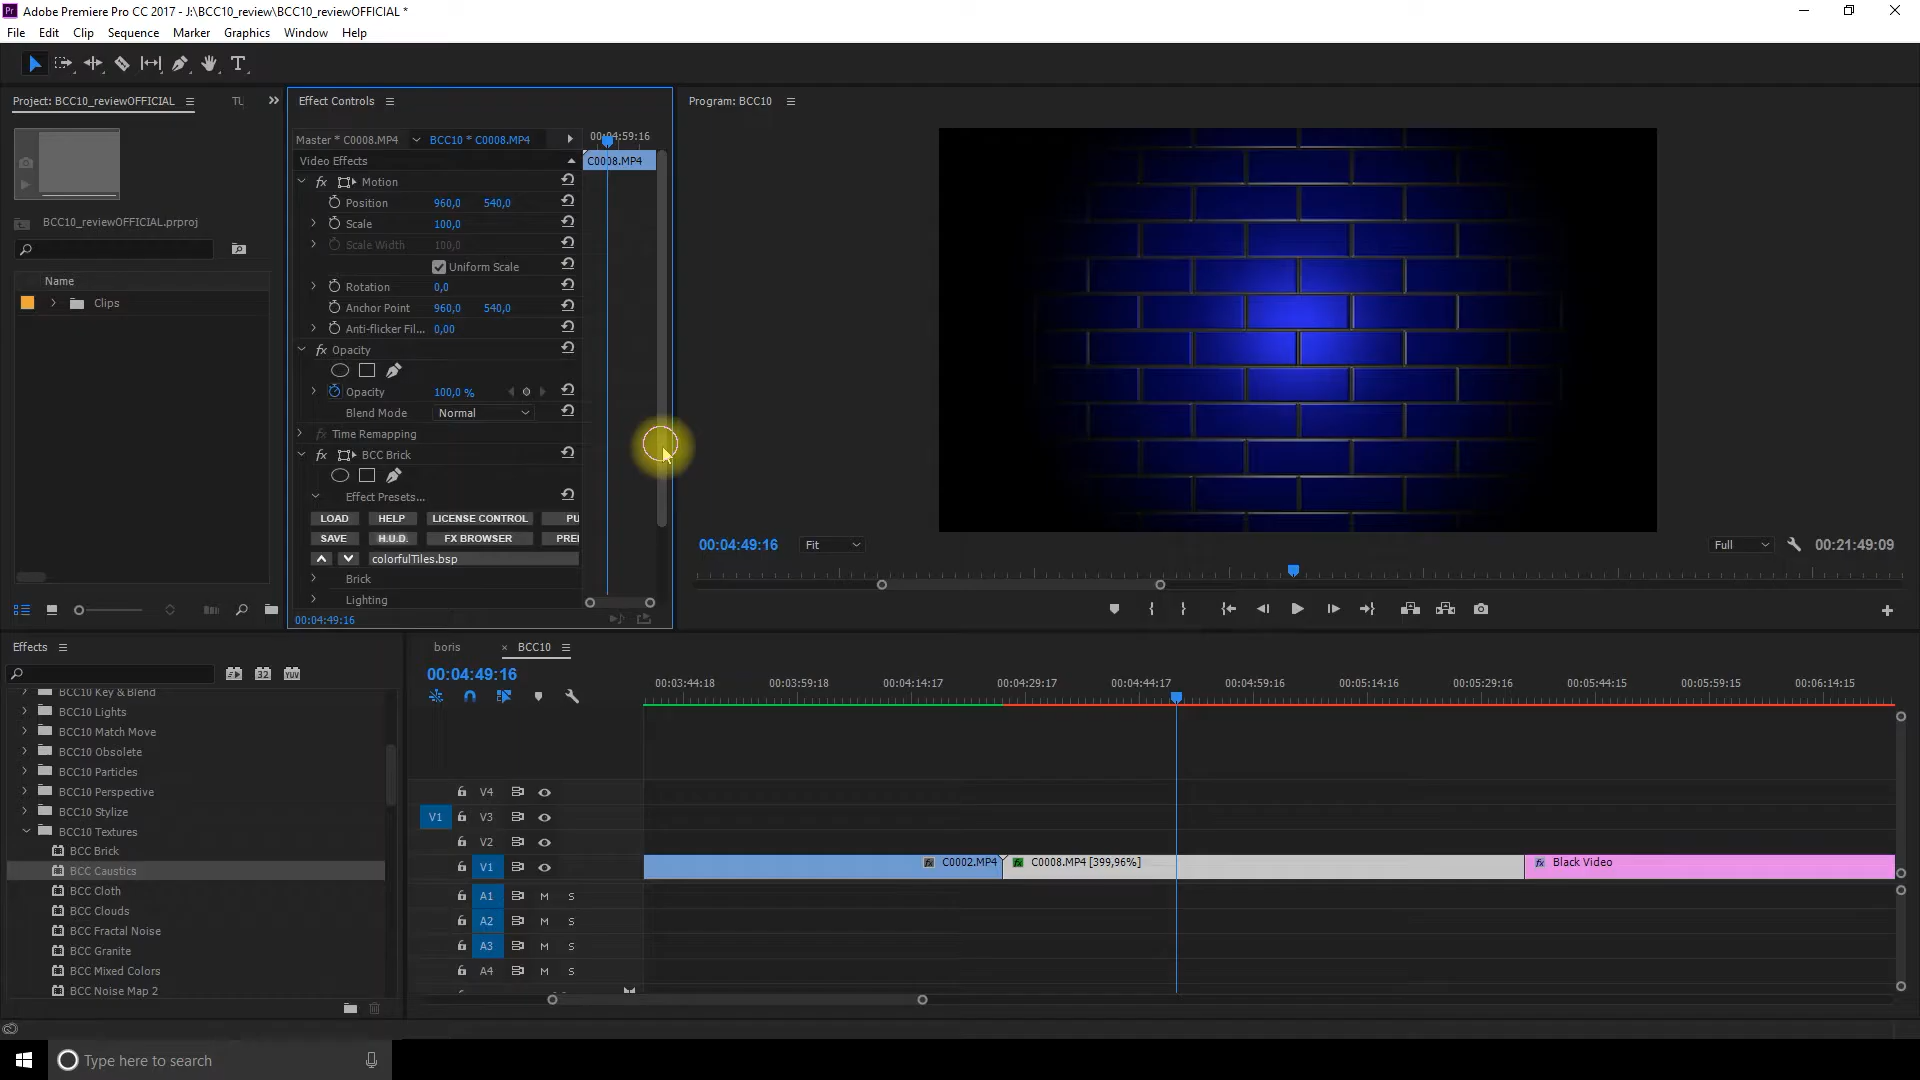 Adobe Premiere Pro CC 2017 - J:\BCC10_review\BCC10_reviewOFFICIAL *
File Edit Clip Sequence Marker Graphics Window Help
Project: BCC10_reviewOFFICIAL
BCC10_reviewOFFICIAL.prproj
Name
Clips
Effect Controls
Master * C0008.MP4 BCC10 * C0008.MP4
Video Effects
Motion
Position 960,0 540,0
Scale 100,0
Scale Width 100,0
Uniform Scale
Rotation 0,0
Anchor Point 960,0 540,0
Anti-flicker Fil... 0,00
Opacity
Opacity 100,0 %
Blend Mode Normal
Time Remapping
BCC Brick
Effect Presets...
LOAD HELP LICENSE CONTROL PU
SAVE H.U.D. FX BROWSER PRE
colorfulTiles.bsp
Brick
Lighting
00:04:49:16
C0008.MP4
Program: BCC10
00:04:49:16 Fit Full 00:21:49:09
Effects
BCC10 Key & Blend
BCC10 Lights
BCC10 Match Move
BCC10 Obsolete
BCC10 Particles
BCC10 Perspective
BCC10 Stylize
BCC10 Textures
BCC Brick
BCC Caustics
BCC Cloth
BCC Clouds
BCC Fractal Noise
BCC Granite
BCC Mixed Colors
BCC Noise Map 2
boris × BCC10
00:04:49:16
00:03:44:18 00:03:59:18 00:04:14:17 00:04:29:17 00:04:44:17 00:04:59:16 00:05:14:16 00:05:29:16 00:05:44:15 00:05:59:15 00:06:14:15
V4
V1 V3
V2
V1 C0002.MP4 C0008.MP4 [399,96%] Black Video
A1 M S
A2 M S
A3 M S
A4 M S
Type here to search